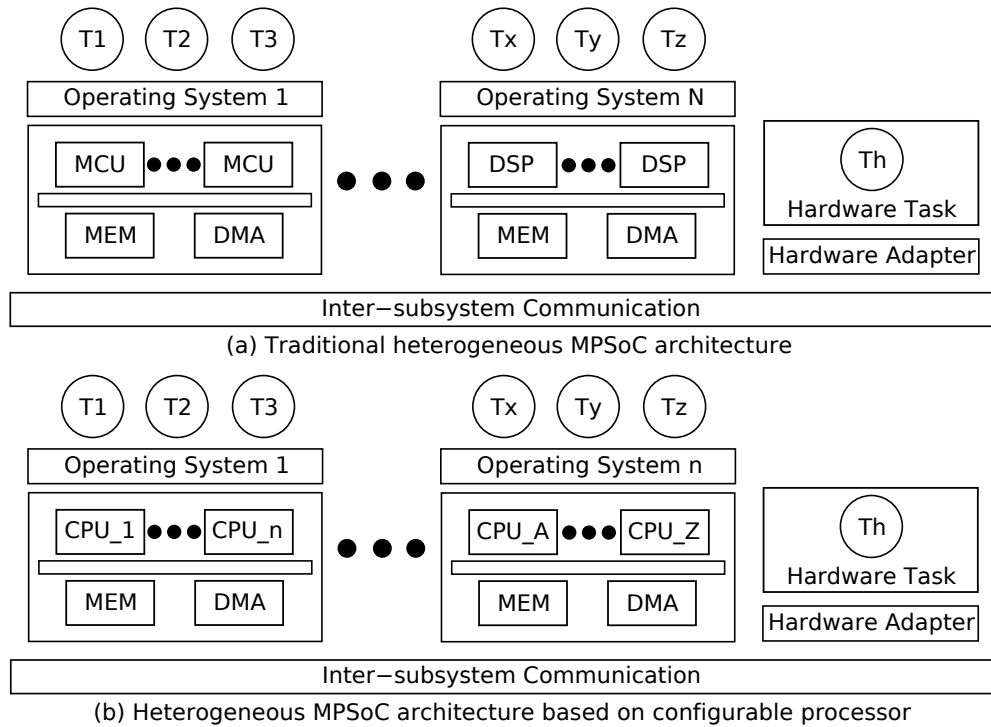 T1 T2 T3 Tx Ty Tz
Operating System 1 Operating System N
MCU MCU DSP DSP Th
Hardware Task
MEM DMA MEM DMA Hardware Adapter
Inter−subsystem Communication
(a) Traditional heterogeneous MPSoC architecture
T1 T2 T3 Tx Ty Tz
Operating System 1 Operating System n
CPU_1 CPU_n CPU_A CPU_Z Th
Hardware Task
MEM DMA MEM DMA Hardware Adapter
Inter−subsystem Communication
(b) Heterogeneous MPSoC architecture based on configurable processor